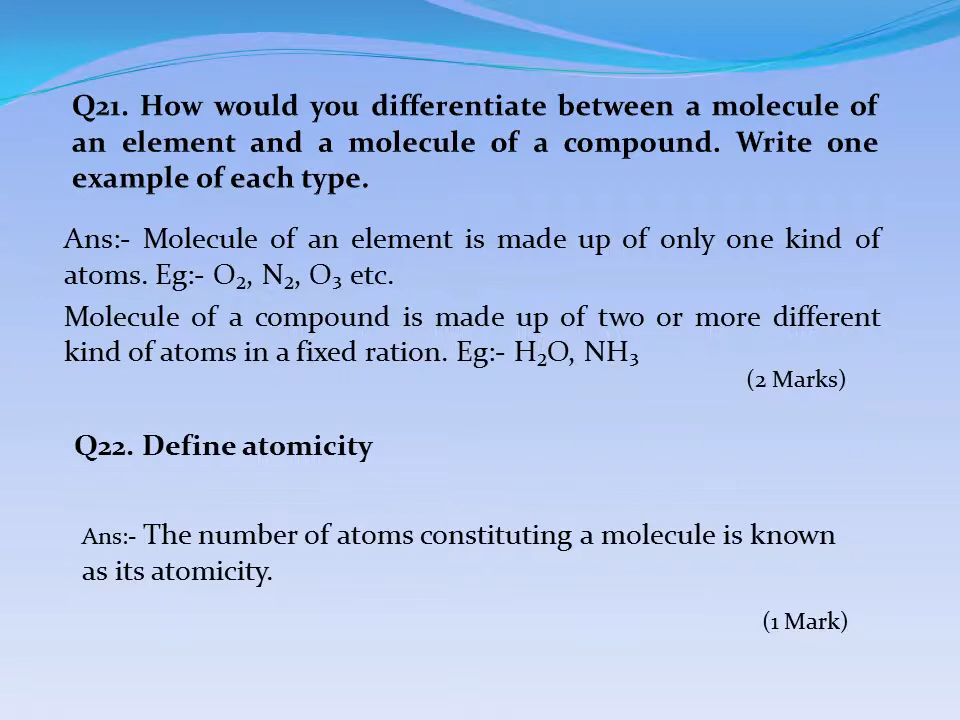 Q21. How would you differentiate between a molecule of
an element and a molecule of a compound. Write one
example of each type.
Ans:- Molecule of an element is made up of only one kind of
atoms. Eg:- O₂, N₂, O₃ etc.
Molecule of a compound is made up of two or more different
kind of atoms in a fixed ration. Eg:- H₂O, NH₃
(2 Marks)
Q22. Define atomicity
Ans:- The number of atoms constituting a molecule is known
as its atomicity.
(1 Mark)